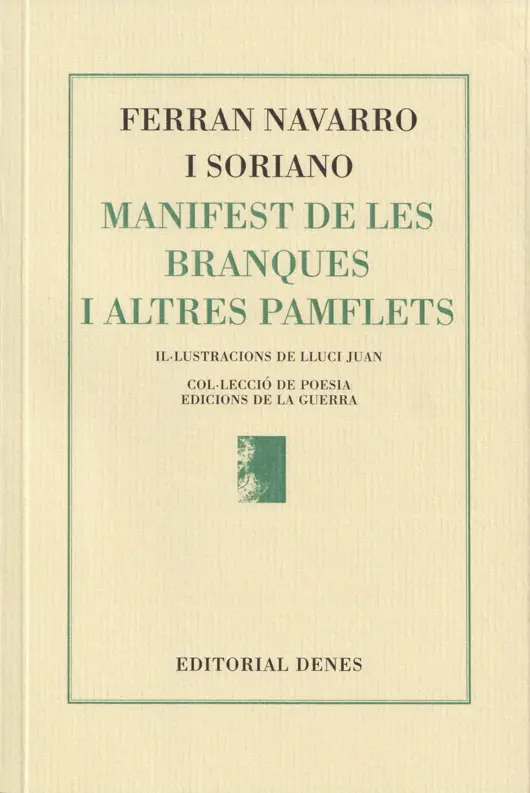 FERRAN NAVARRO
I SORIANO
MANIFEST DE LES
BRANQUES
I ALTRES PAMFLETS
IL·LUSTRACIONS DE LLUCI JUAN
COL·LECCIÓ DE POESIA
EDICIONS DE LA GUERRA
EDITORIAL DENES